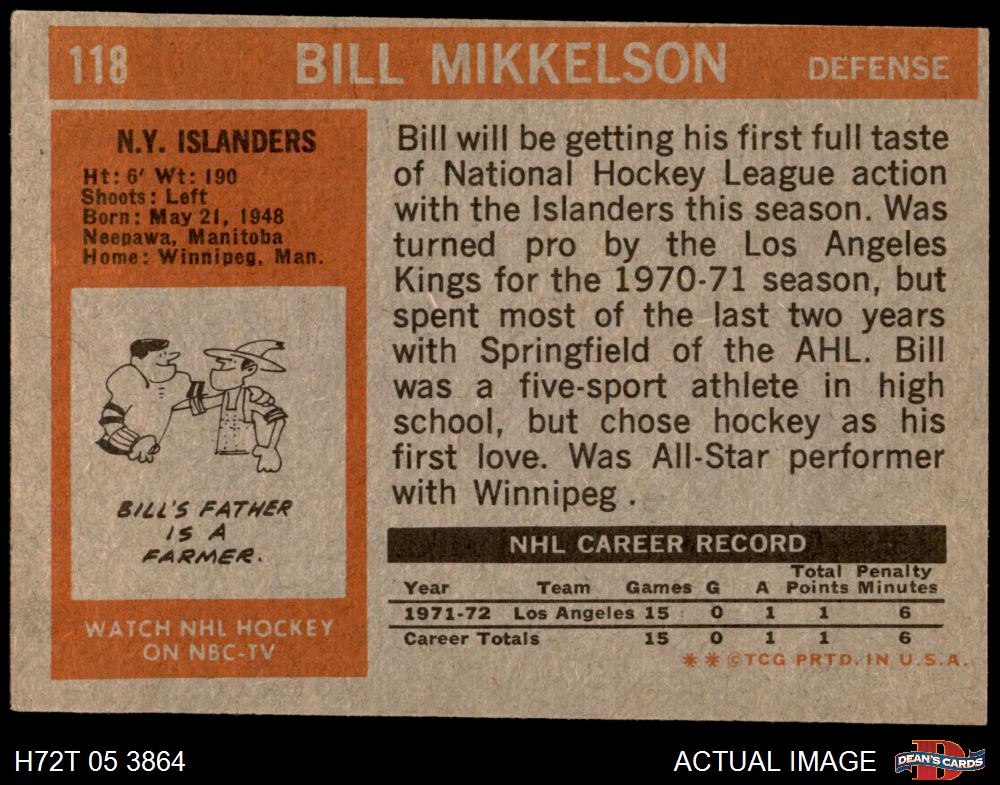 118 BILL MIKKELSON DEFENSE
N.Y. ISLANDERS
Ht: 6' Wt: 190
Shoots: Left
Born: May 21, 1948
Neepawa, Manitoba
Home: Winnipeg, Man.
BILL'S FATHER
IS A
FARMER.
WATCH NHL HOCKEY
ON NBC-TV
Bill will be getting his first full taste
of National Hockey League action
with the Islanders this season. Was
turned pro by the Los Angeles
Kings for the 1970-71 season, but
spent most of the last two years
with Springfield of the AHL. Bill
was a five-sport athlete in high
school, but chose hockey as his
first love. Was All-Star performer
with Winnipeg .
NHL CAREER RECORD
Total Penalty
Year Team Games G A Points Minutes
1971-72 Los Angeles 15 0 1 1 6
Career Totals 15 0 1 1 6
* * ©TCG PRTD. IN U.S.A.
H72T 05 3864
ACTUAL IMAGE
D
DEAN'S CARDS